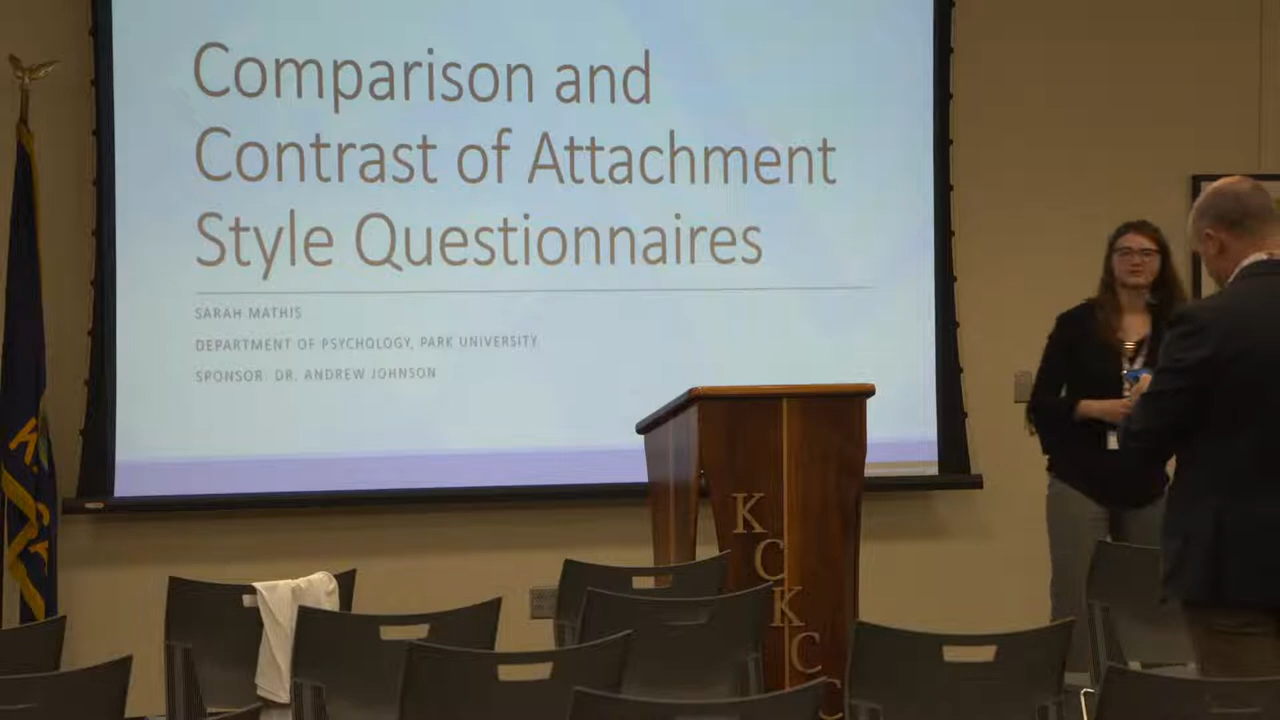 Comparison and
Contrast of Attachment
Style Questionnaires
SARAH MATHIS
DEPARTMENT OF PSYCHOLOGY, PARK UNIVERSITY
SPONSOR: DR. ANDREW JOHNSON
K
C
K
C
C